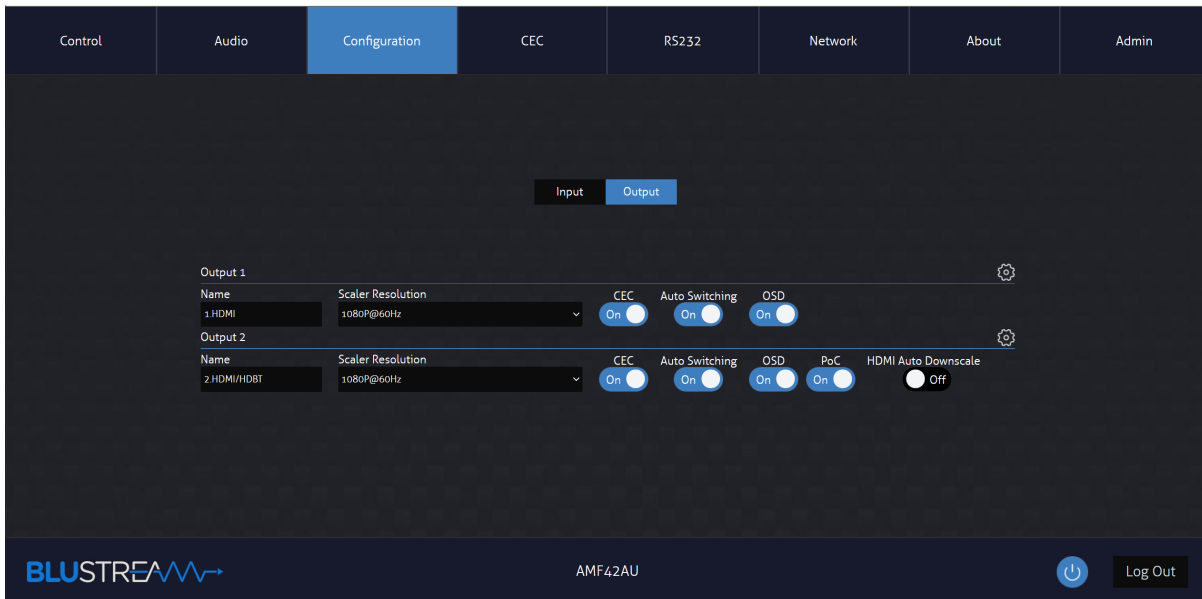 Control Audio Configuration CEC RS232 Network About Admin
Input Output
Output 1
Name Scaler Resolution CEC Auto Switching OSD
1.HDMI 1080P@60Hz On On On
Output 2
Name Scaler Resolution CEC Auto Switching OSD PoC HDMI Auto Downscale
2.HDMI/HDBT 1080P@60Hz On On On On Off
BLUSTREAM AMF42AU Log Out